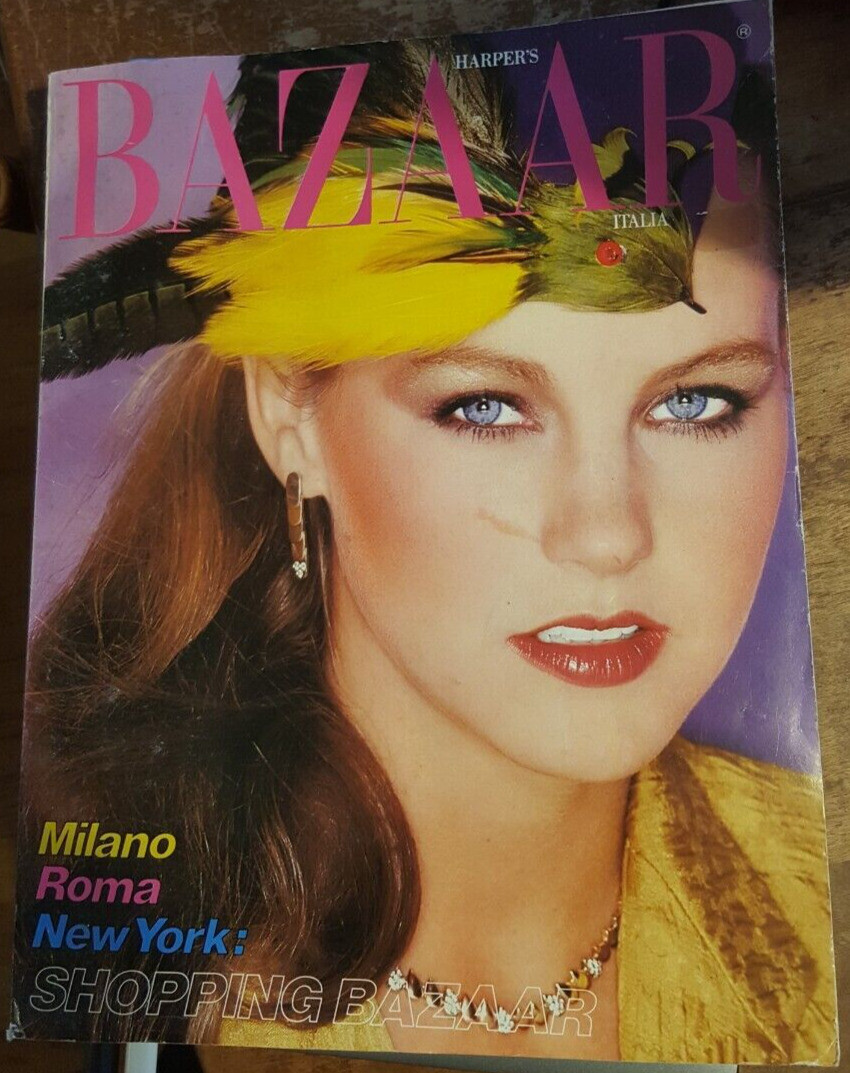 HARPER'S
BAZAAR®
ITALIA
Milano
Roma
New York:
SHOPPING BAZAAR